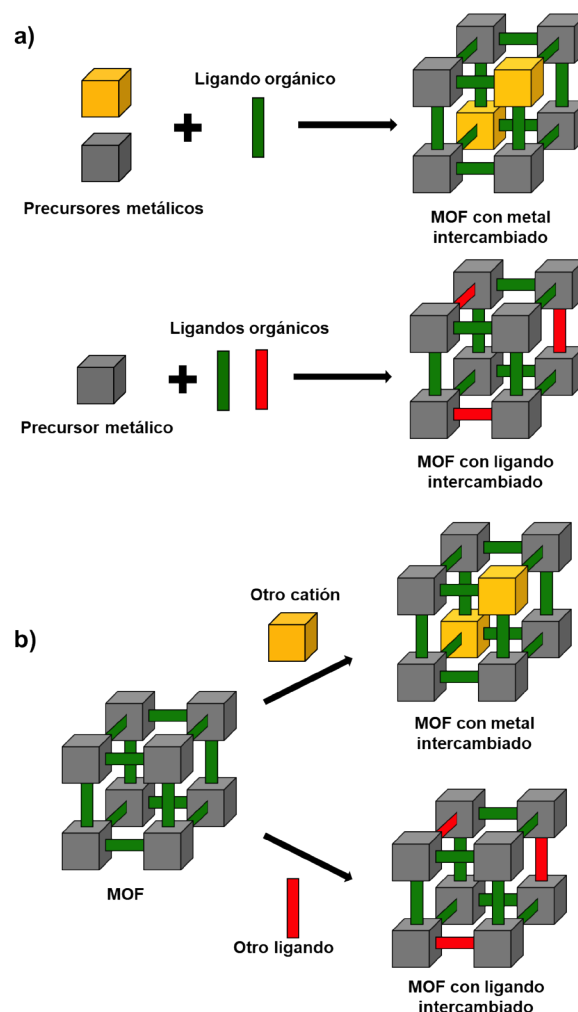 a)
Ligando orgánico
Precursores metálicos
MOF con metal
intercambiado
Ligandos orgánicos
Precursor metálico
MOF con ligando
intercambiado
b)
Otro catión
MOF con metal
intercambiado
MOF
Otro ligando
MOF con ligando
intercambiado